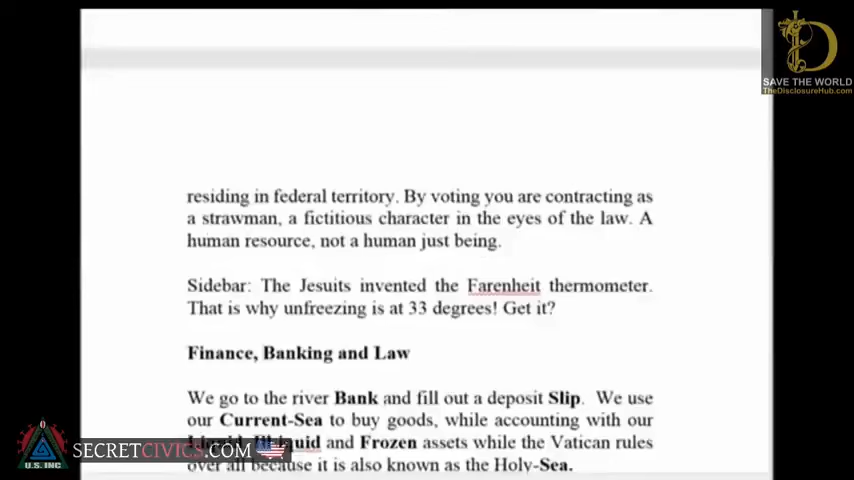 SAVE THE WORLD
TheDisclosureHub.com
residing in federal territory. By voting you are contracting as
a strawman, a fictitious character in the eyes of the law. A
human resource, not a human just being.
Sidebar: The Jesuits invented the Farenheit thermometer.
That is why unfreezing is at 33 degrees! Get it?
Finance, Banking and Law
We go to the river Bank and fill out a deposit Slip. We use
our Current-Sea to buy goods, while accounting with our
and Frozen assets while the Vatican rules
over all because it is also known as the Holy-Sea.
U.S. INC
SECRETCIVICS.COM